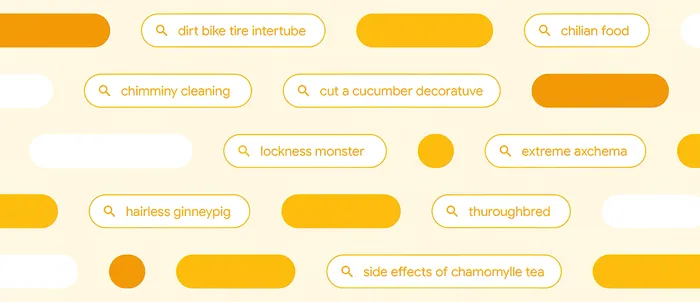 dirt bike tire intertube
chilian food
chimminy cleaning
cut a cucumber decoratuve
lockness monster
extreme axchema
hairless ginneypig
thuroughbred
side effects of chamomylle tea